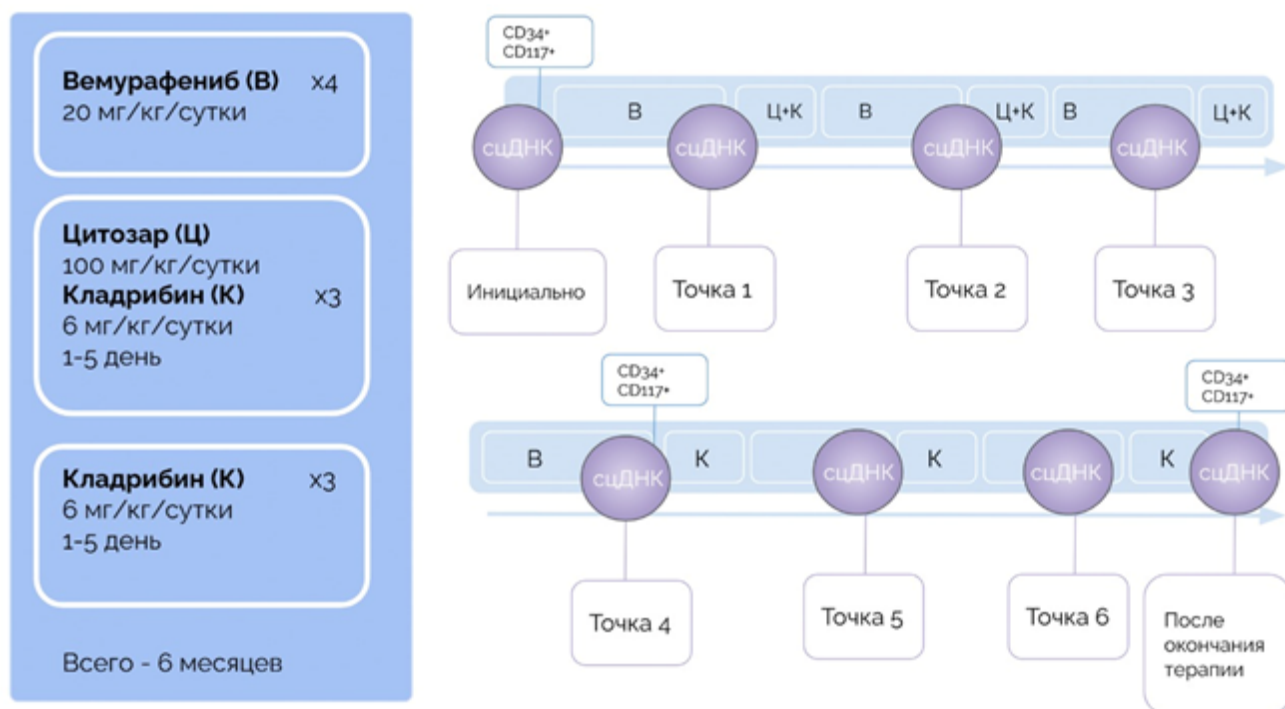 Вемурафениб (В) x4
20 мг/кг/сутки
Цитозар (Ц)
100 мг/кг/сутки
Кладрибин (К) x3
6 мг/кг/сутки
1-5 день
Кладрибин (К) x3
6 мг/кг/сутки
1-5 день
Всего - 6 месяцев
CD34+
CD117+
В Ц+К В Ц+К В Ц+К
сцДНК сцДНК сцДНК сцДНК
Инициально Точка 1 Точка 2 Точка 3
CD34+
CD117+
CD34+
CD117+
В К К К
сцДНК сцДНК сцДНК сцДНК
Точка 4 Точка 5 Точка 6
После
окончания
терапии